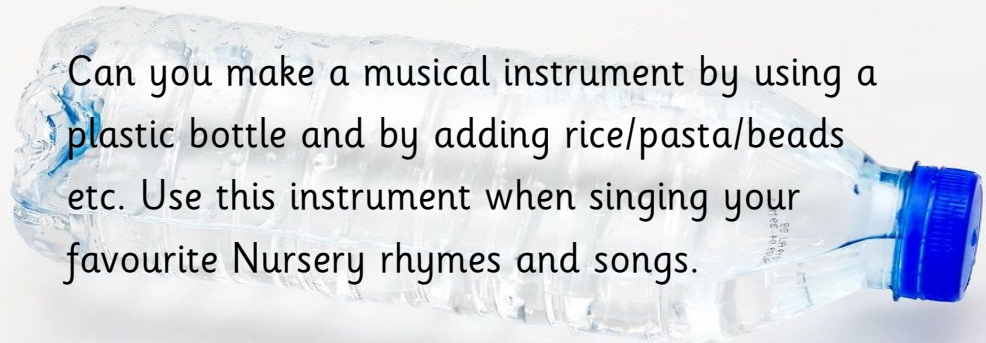 Can you make a musical instrument by using a
plastic bottle and by adding rice/pasta/beads
etc. Use this instrument when singing your
favourite Nursery rhymes and songs.